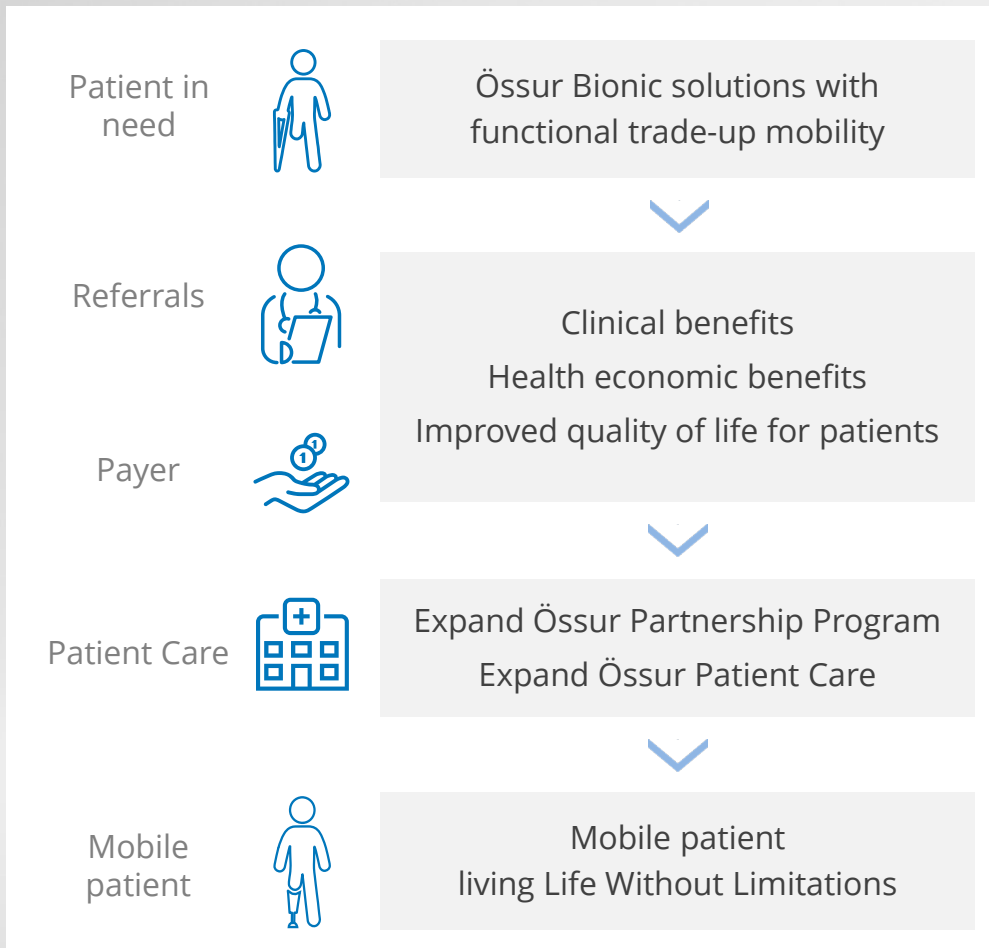 Patient in
need
Össur Bionic solutions with
functional trade-up mobility
Referrals
Clinical benefits
Health economic benefits
Improved quality of life for patients
Payer
1
1
Patient Care
Expand Össur Partnership Program
Expand Össur Patient Care
Mobile
patient
Mobile patient
living Life Without Limitations